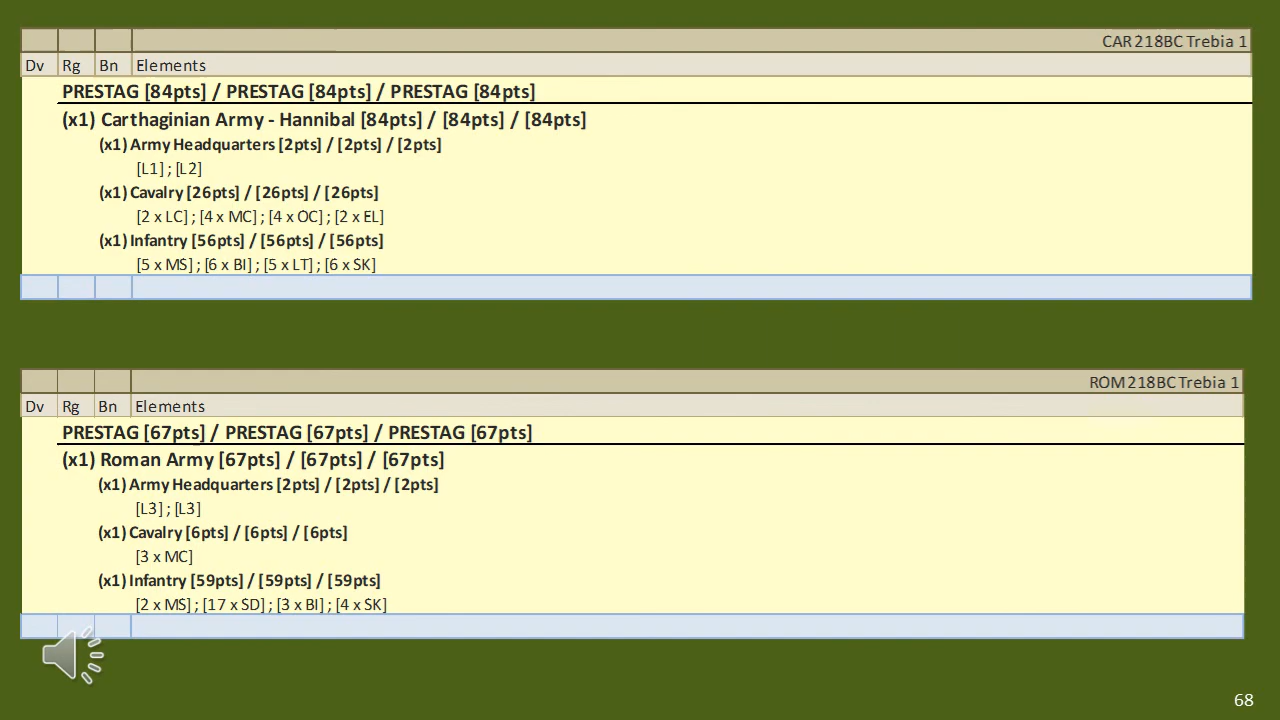 CAR 218BC Trebia 1
Dv Rg Bn Elements
PRESTAG [84pts] / PRESTAG [84pts] / PRESTAG [84pts]
(x1) Carthaginian Army - Hannibal [84pts] / [84pts] / [84pts]
(x1) Army Headquarters [2pts] / [2pts] / [2pts]
[L1] ; [L2]
(x1) Cavalry [26pts] / [26pts] / [26pts]
[2 x LC] ; [4 x MC] ; [4 x OC] ; [2 x EL]
(x1) Infantry [56pts] / [56pts] / [56pts]
[5 x MS] ; [6 x BI] ; [5 x LT] ; [6 x SK]
ROM 218BC Trebia 1
Dv Rg Bn Elements
PRESTAG [67pts] / PRESTAG [67pts] / PRESTAG [67pts]
(x1) Roman Army [67pts] / [67pts] / [67pts]
(x1) Army Headquarters [2pts] / [2pts] / [2pts]
[L3] ; [L3]
(x1) Cavalry [6pts] / [6pts] / [6pts]
[3 x MC]
(x1) Infantry [59pts] / [59pts] / [59pts]
[2 x MS] ; [17 x SD] ; [3 x BI] ; [4 x SK]
68